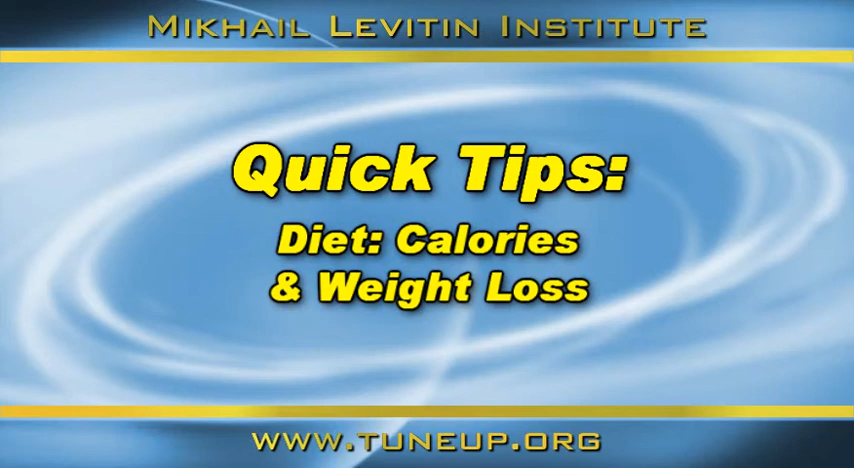 Mikhail Levitin Institute
Quick Tips:
Diet: Calories
& Weight Loss
www.tuneup.org